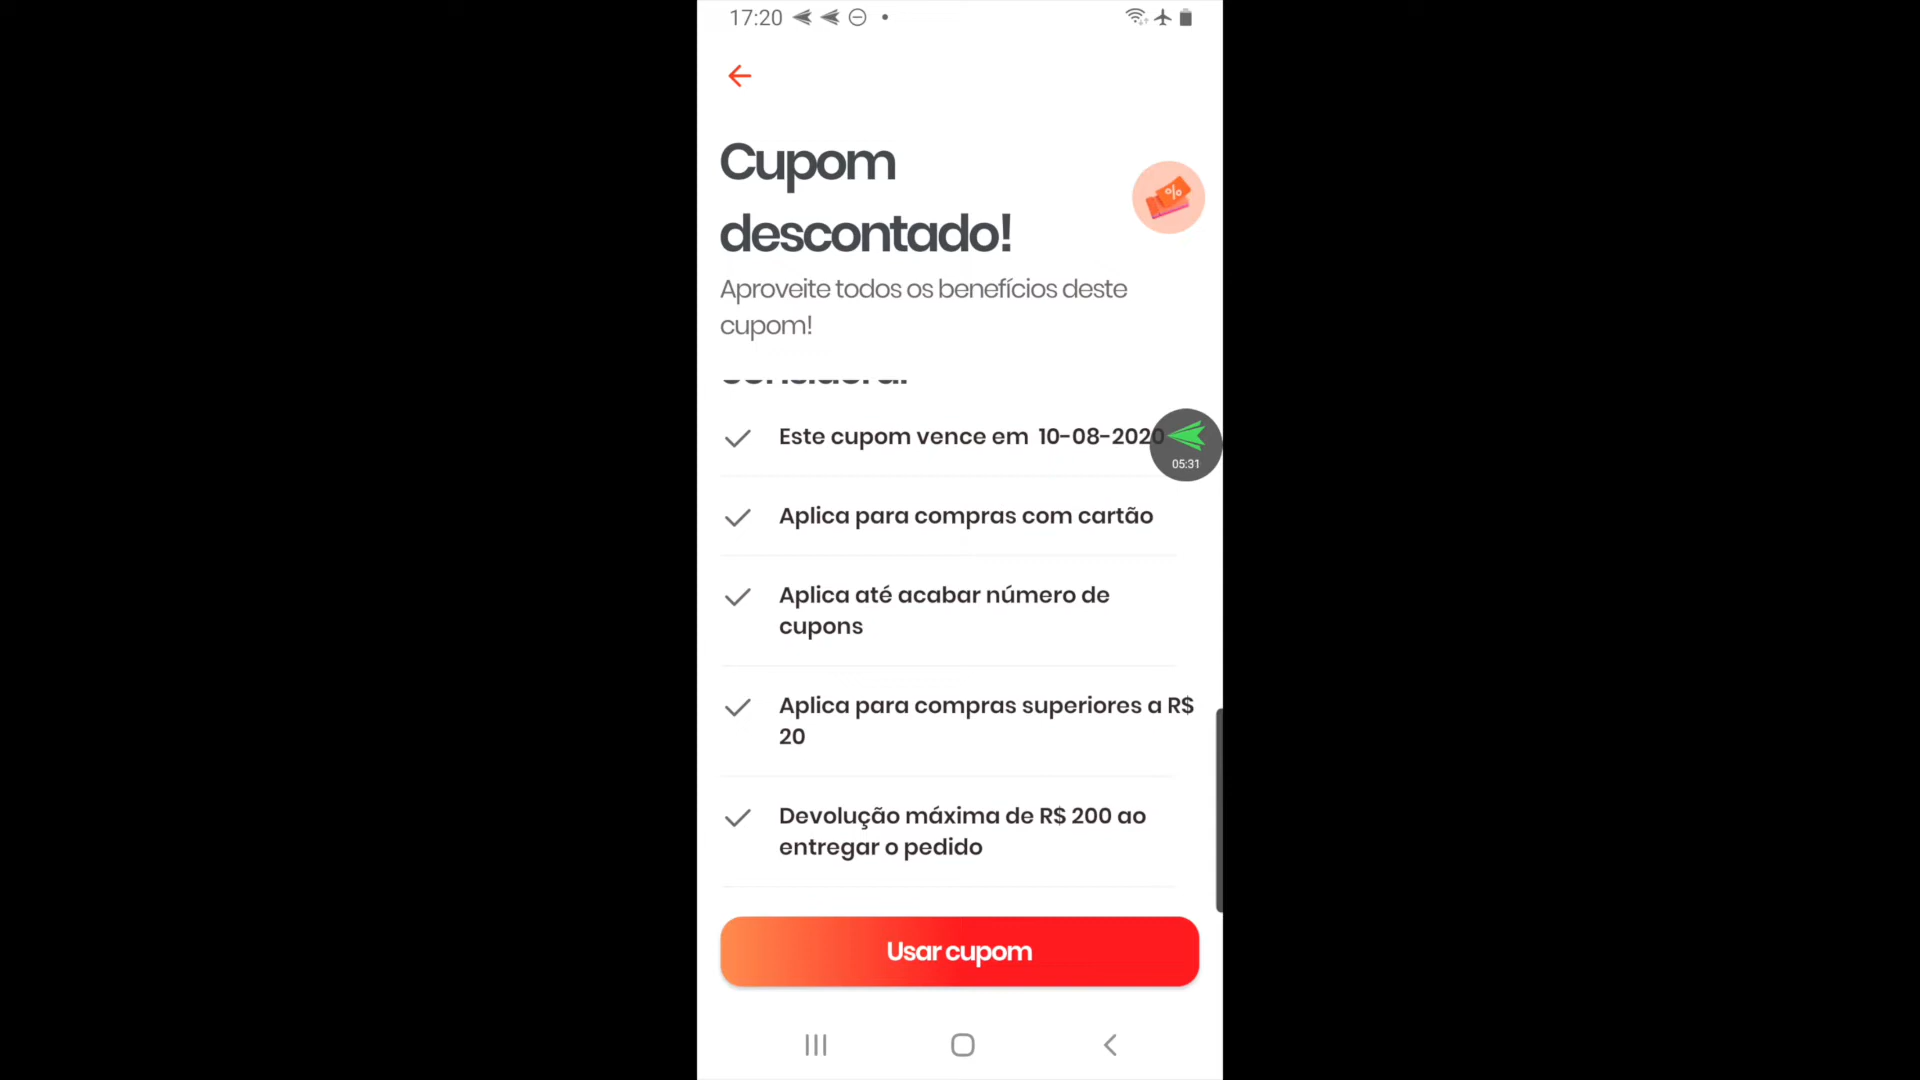 17:20
Cupom
descontado!
%
Aproveite todos os benefícios deste
cupom!
Este cupom vence em 10-08-2020
05:31
Aplica para compras com cartão
Aplica até acabar número de
cupons
Aplica para compras superiores a R$
20
Devolução máxima de R$ 200 ao
entregar o pedido
Usar cupom